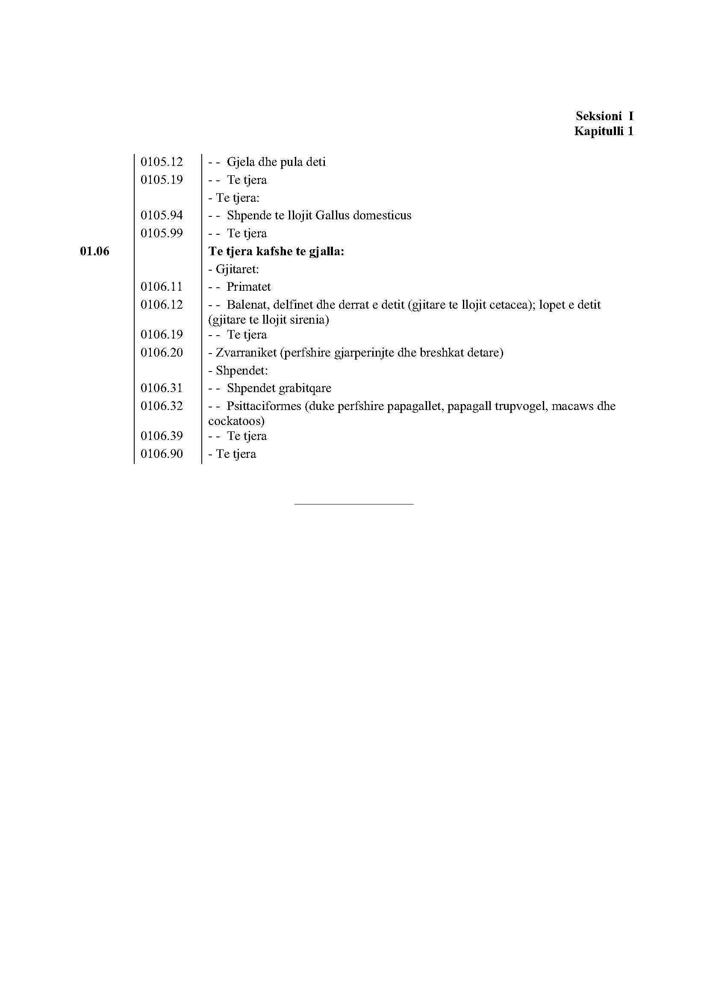 Seksioni  I
Kapitulli 1
0105.12 - -  Gjela dhe pula deti
0105.19 - -  Te tjera
- Te tjera:
0105.94 - -  Shpende te llojit Gallus domesticus
0105.99 - -  Te tjera
01.06 Te tjera kafshe te gjalla:
- Gjitaret:
0106.11 - -  Primatet
0106.12 - -  Balenat, delfinet dhe derrat e detit (gjitare te llojit cetacea); lopet e detit
(gjitare te llojit sirenia)
0106.19 - -  Te tjera
0106.20 - Zvarraniket (perfshire gjarperinjte dhe breshkat detare)
- Shpendet:
0106.31 - -  Shpendet grabitqare
0106.32 - -  Psittaciformes (duke perfshire papagallet, papagall trupvogel, macaws dhe
cockatoos)
0106.39 - -  Te tjera
0106.90 - Te tjera